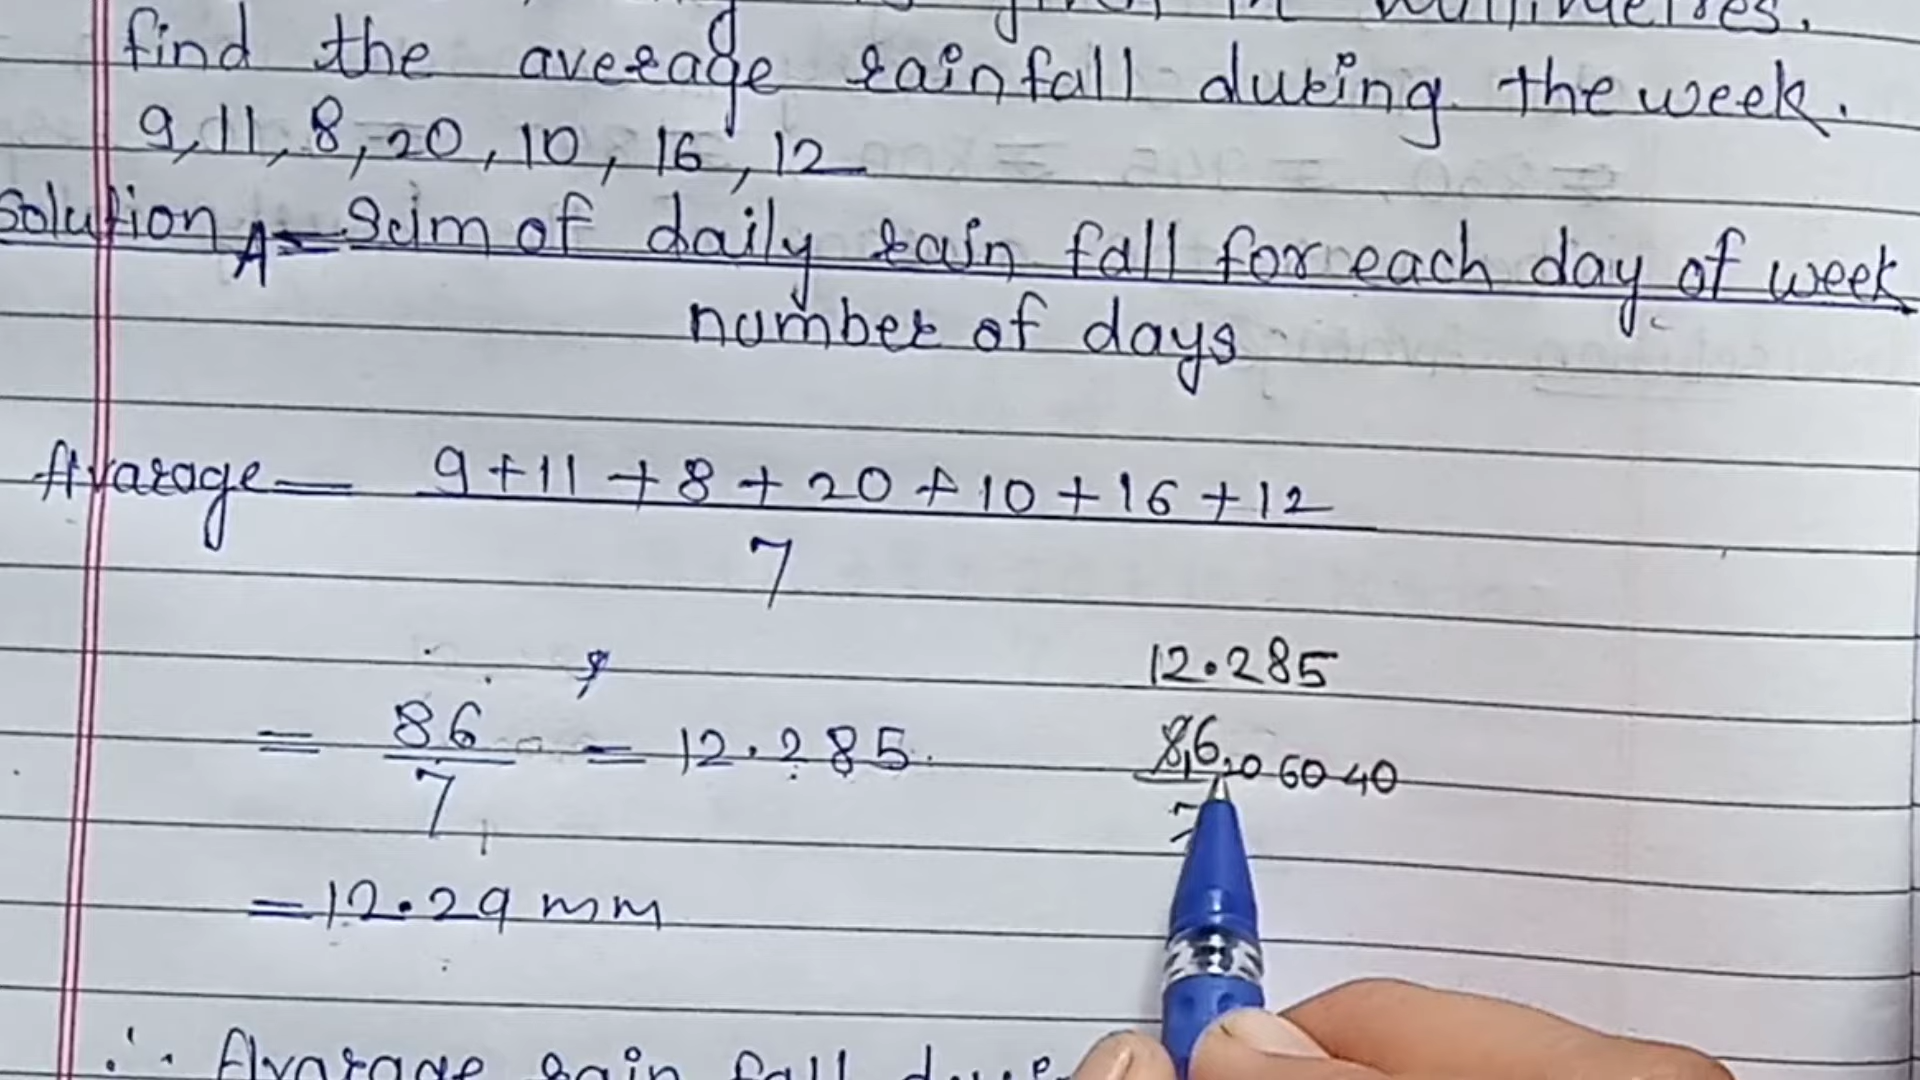 find the average rainfall during the week.
9, 11, 8, 20, 10, 16, 12
Solution A = Sum of daily rain fall for each day of week
number of days
Avarage = 9 + 11 + 8 + 20 + 10 + 16 + 12
7
12.285
= 86 = 12.285
7
86 20 60 40
7
= 12.29 mm
∴ Avarage rain fall